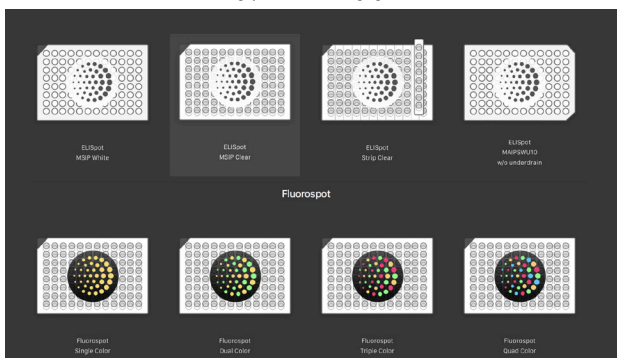 ELISpot
MSIP White
ELISpot
MSIP Clear
ELISpot
Strip Clear
ELISpot
MAIPSWU10
w/o underdrain
Fluorospot
Fluorospot
Single Color
Fluorospot
Dual Color
Fluorospot
Triple Color
Fluorospot
Quad Color